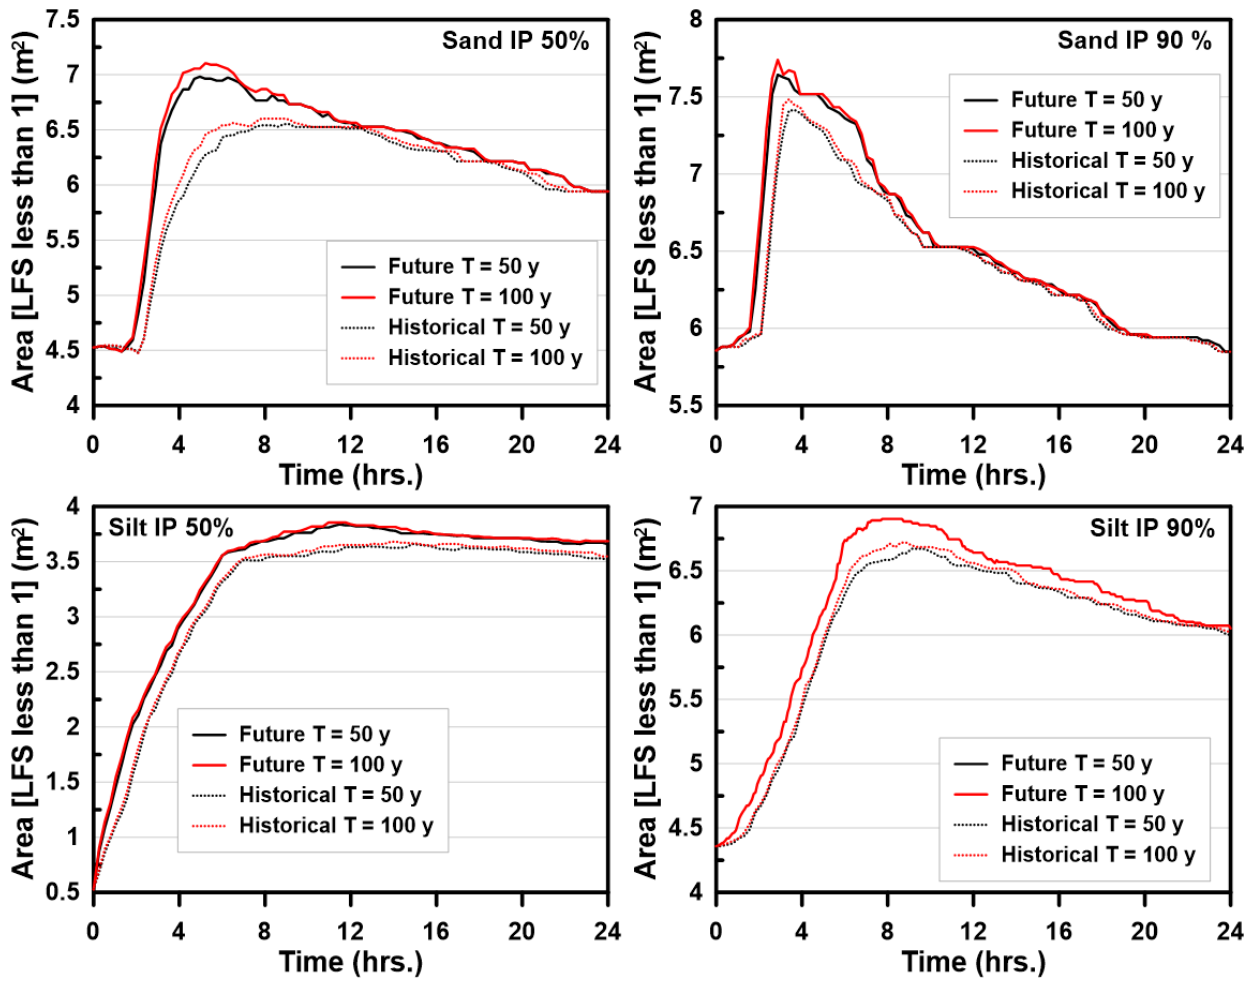 Sand IP 50%
Area [LFS less than 1] (m²)
7.5
7
6.5
6
5.5
5
4.5
4
Future T = 50 y
Future T = 100 y
Historical T = 50 y
Historical T = 100 y
0 4 8 12 16 20 24
Time (hrs.)
Sand IP 90 %
Area [LFS less than 1] (m²)
8
7.5
7
6.5
6
5.5
Future T = 50 y
Future T = 100 y
Historical T = 50 y
Historical T = 100 y
0 4 8 12 16 20 24
Time (hrs.)
Silt IP 50%
Area [LFS less than 1] (m²)
4
3.5
3
2.5
2
1.5
1
0.5
Future T = 50 y
Future T = 100 y
Historical T = 50 y
Historical T = 100 y
0 4 8 12 16 20 24
Time (hrs.)
Silt IP 90%
Area [LFS less than 1] (m²)
7
6.5
6
5.5
5
4.5
4
Future T = 50 y
Future T = 100 y
Historical T = 50 y
Historical T = 100 y
0 4 8 12 16 20 24
Time (hrs.)